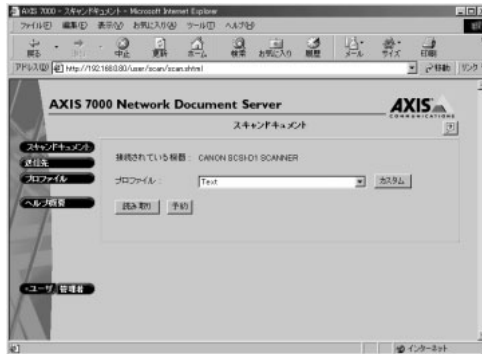 AXIS 7000 - スキャン/ドキュメント - Microsoft Internet Explorer
ファイル(F) 編集(E) 表示(V) お気に入り(A) ツール(T) ヘルプ(H)
戻る 中止 更新 ホーム 検索 お気に入り 履歴 メール サイズ 印刷
アドレス(D) http://192.168.0.80/user/scan/scan.shtml 移動 リンク
AXIS 7000 Network Document Server
AXIS
COMMUNICATIONS
スキャン/ドキュメント
スキャン/ドキュメント
送信先
プロファイル
ヘルプ概要
接続されている機器 : CANON SCSI-D1 SCANNER
プロファイル : Text カスタム
読み取り 予約
ユーザ 管理者
インターネット